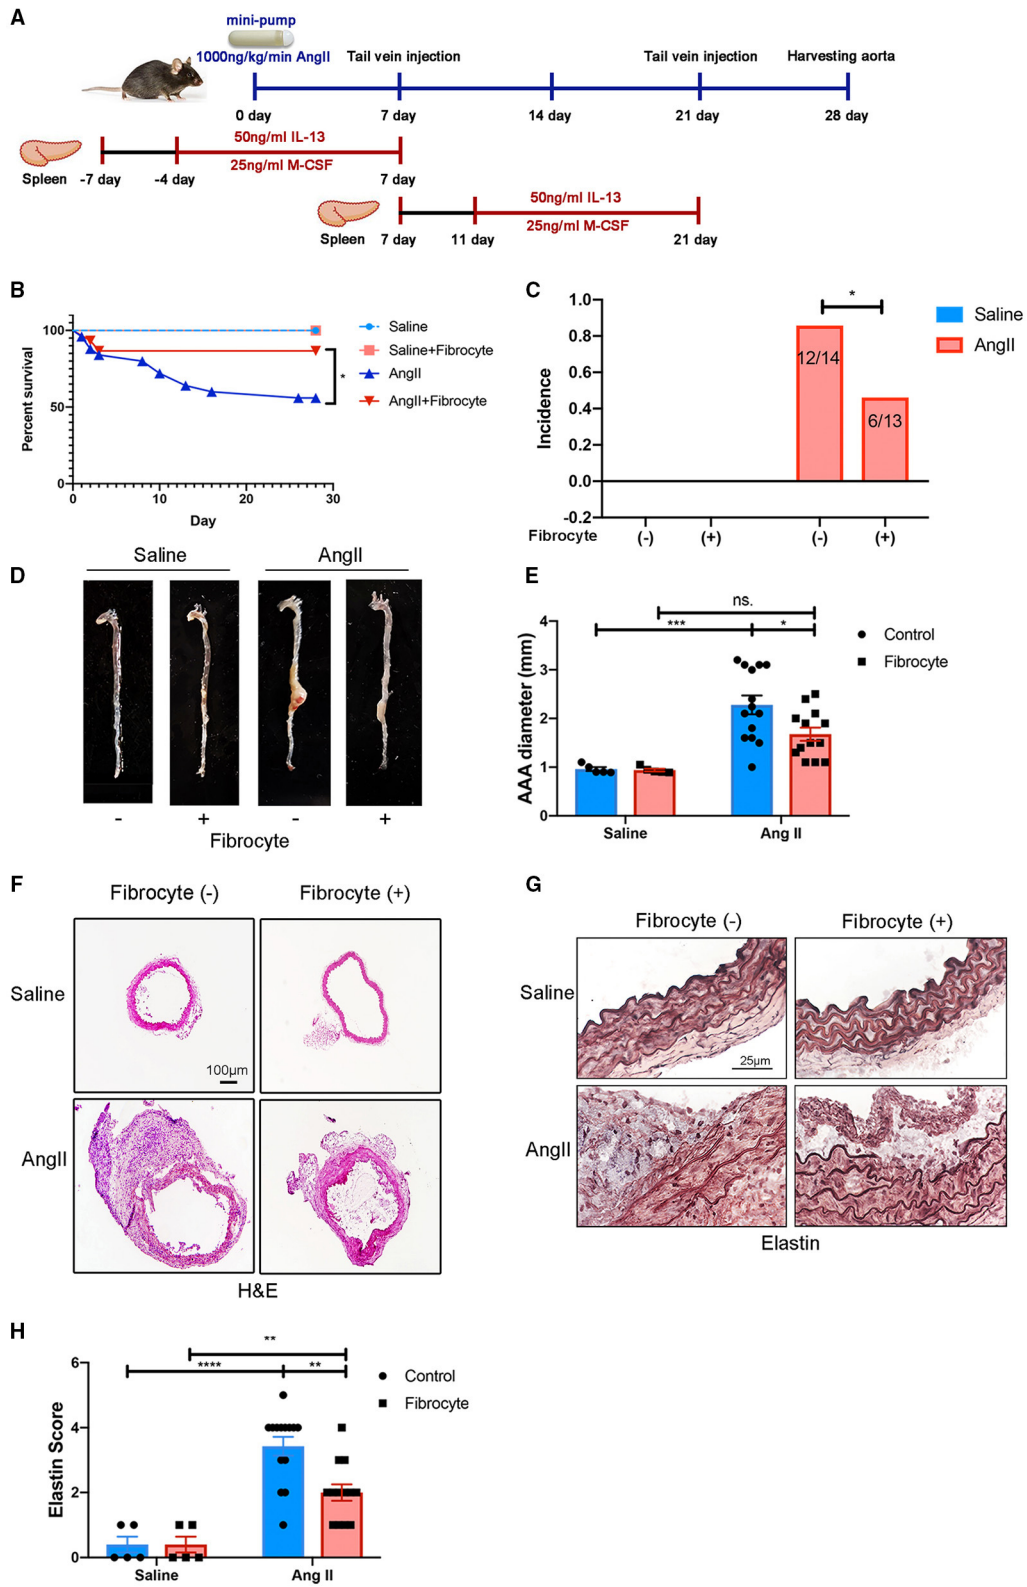 A
mini-pump
1000ng/kg/min AngII
Tail vein injection
Tail vein injection
Harvesting aorta
0 day
7 day
14 day
21 day
28 day
50ng/ml IL-13
25ng/ml M-CSF
Spleen
-7 day
-4 day
7 day
50ng/ml IL-13
25ng/ml M-CSF
Spleen
7 day
11 day
21 day
B
100
50
0
Percent survival
0
10
20
30
Day
Saline
Saline+Fibrocyte
AngII
AngII+Fibrocyte
*
C
1.0
0.8
0.6
0.4
0.2
0.0
-0.2
Incidence
*
12/14
6/13
Fibrocyte
(-)
(+)
(-)
(+)
Saline
AngII
D
Saline
AngII
-
+
-
+
Fibrocyte
E
ns.
***
*
4
3
2
1
0
AAA diameter (mm)
Saline
Ang II
Control
Fibrocyte
F
Fibrocyte (-)
Fibrocyte (+)
Saline
100μm
AngII
H&E
G
Fibrocyte (-)
Fibrocyte (+)
Saline
25μm
AngII
Elastin
H
**
****
**
6
4
2
0
Elastin Score
Saline
Ang II
Control
Fibrocyte